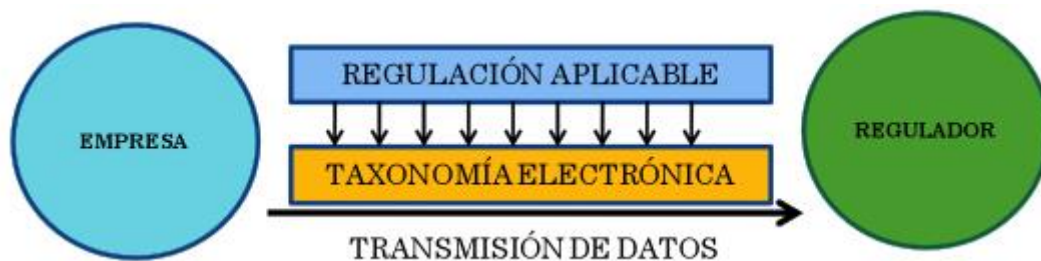 EMPRESA
REGULACIÓN APLICABLE
TAXONOMÍA ELECTRÓNICA
TRANSMISIÓN DE DATOS
REGULADOR